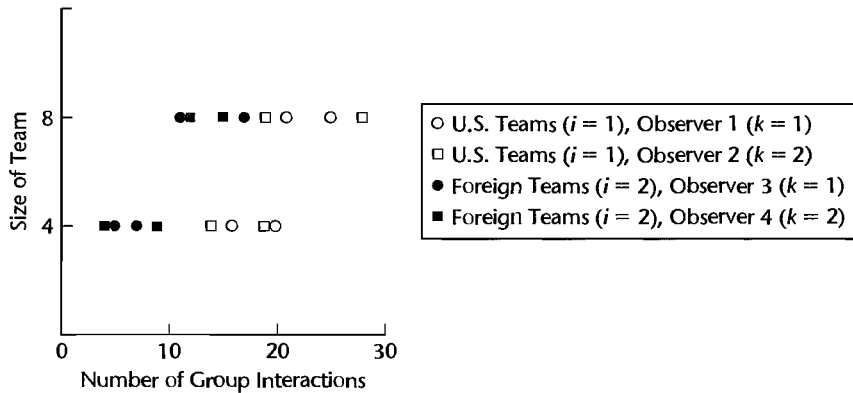 Size of Team
8
4
0
10
20
30
Number of Group Interactions
○ U.S. Teams (i = 1), Observer 1 (k = 1)
□ U.S. Teams (i = 1), Observer 2 (k = 2)
● Foreign Teams (i = 2), Observer 3 (k = 1)
■ Foreign Teams (i = 2), Observer 4 (k = 2)